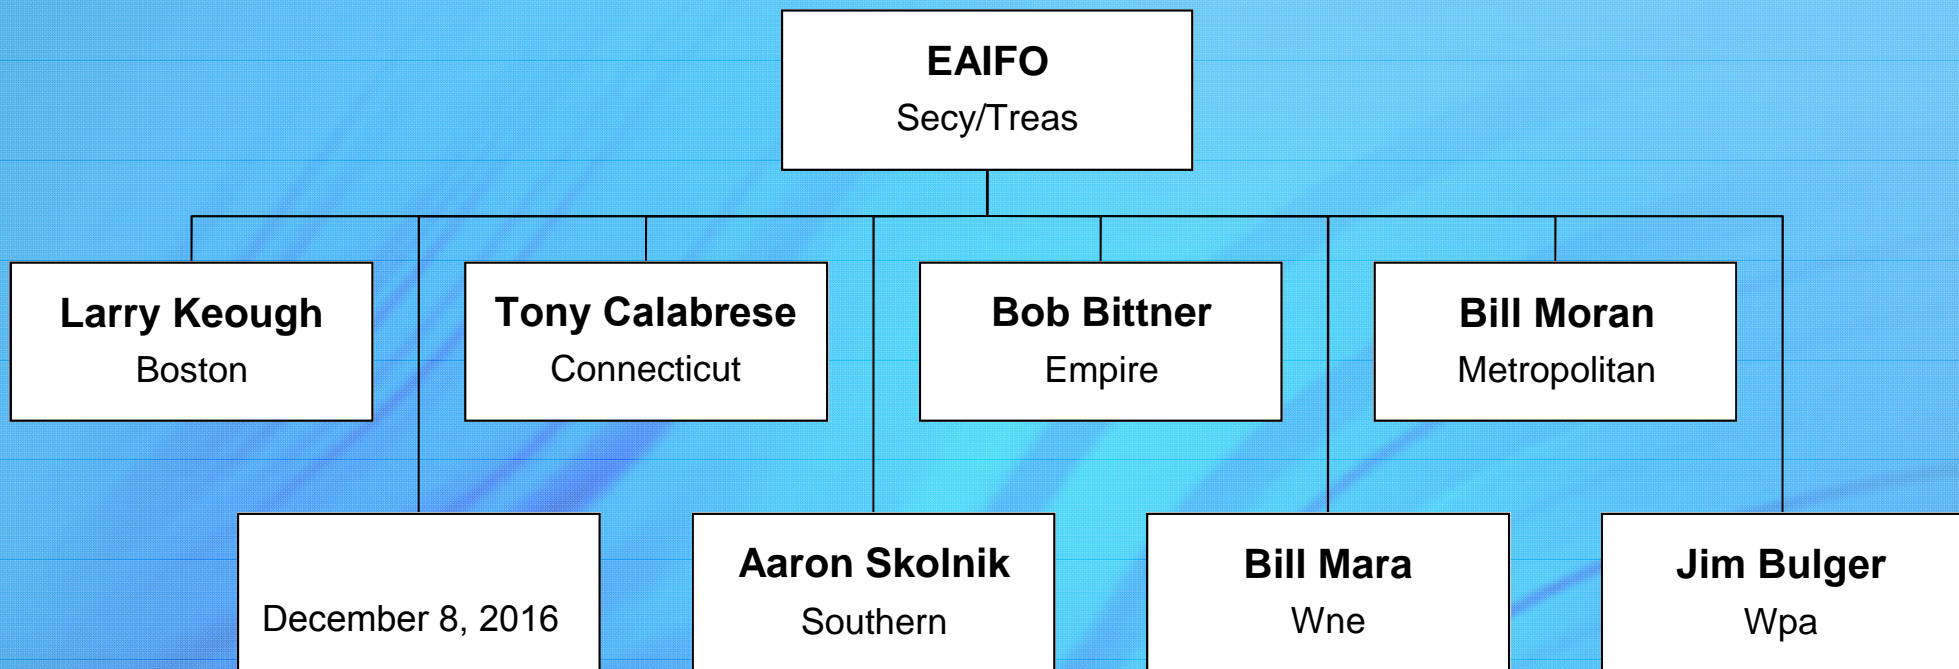 EAIFO
Secy/Treas
Larry Keough
Boston
Tony Calabrese
Connecticut
Bob Bittner
Empire
Bill Moran
Metropolitan
December 8, 2016
Aaron Skolnik
Southern
Bill Mara
Wne
Jim Bulger
Wpa